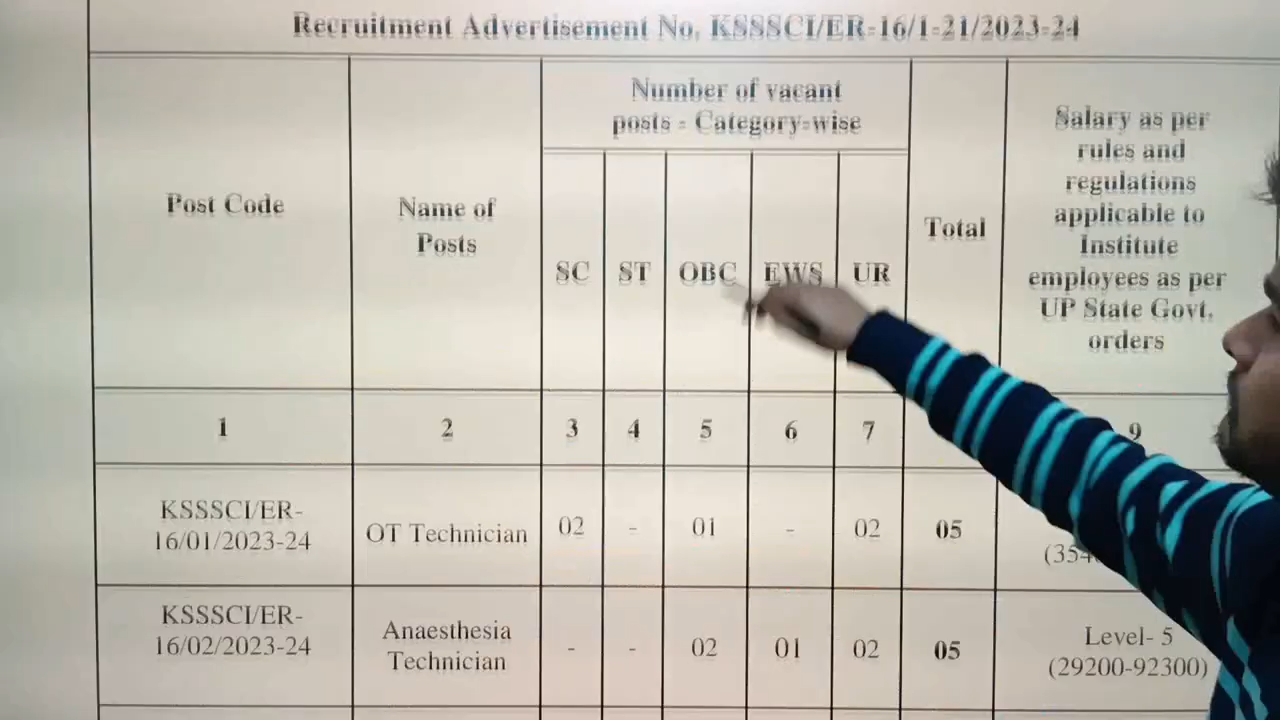 Recruitment Advertisement No. KSSSCI/ER-16/1-21/2023-24
Post Code
Name of
Posts
Number of vacant
posts - Category-wise
SC ST OBC EWS UR
Total
Salary as per
rules and
regulations
applicable to
Institute
employees as per
UP State Govt.
orders
1 2 3 4 5 6 7 9
KSSSCI/ER-
16/01/2023-24
OT Technician 02 - 01 - 02 05
KSSSCI/ER-
16/02/2023-24
Anaesthesia
Technician
- - 02 01 02 05
Level- 5
(29200-92300)